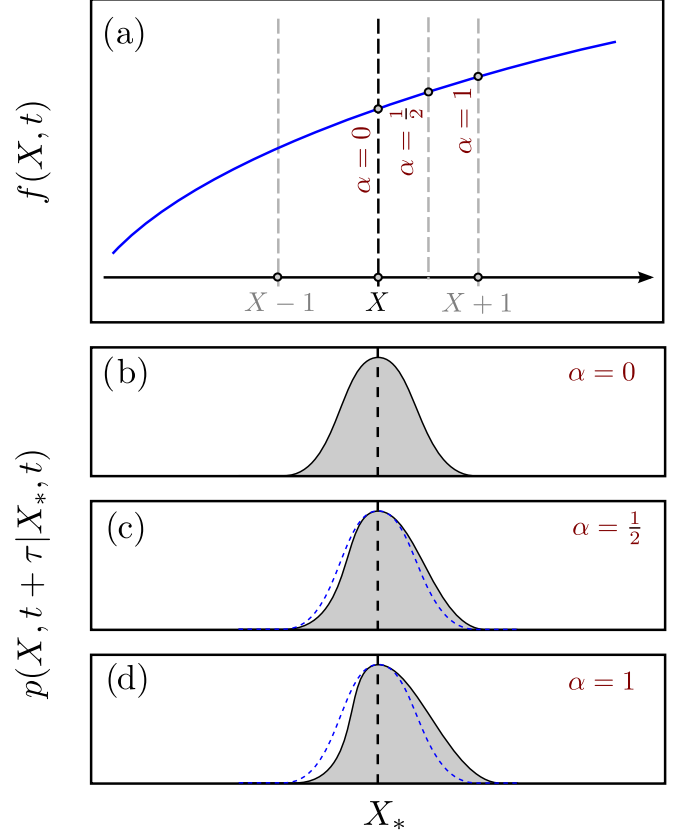 (a)
f(X, t)
α = 0
α = 1/2
α = 1
X − 1
X
X + 1
(b)
α = 0
p(X, t + τ|X*, t)
(c)
α = 1/2
(d)
α = 1
X*